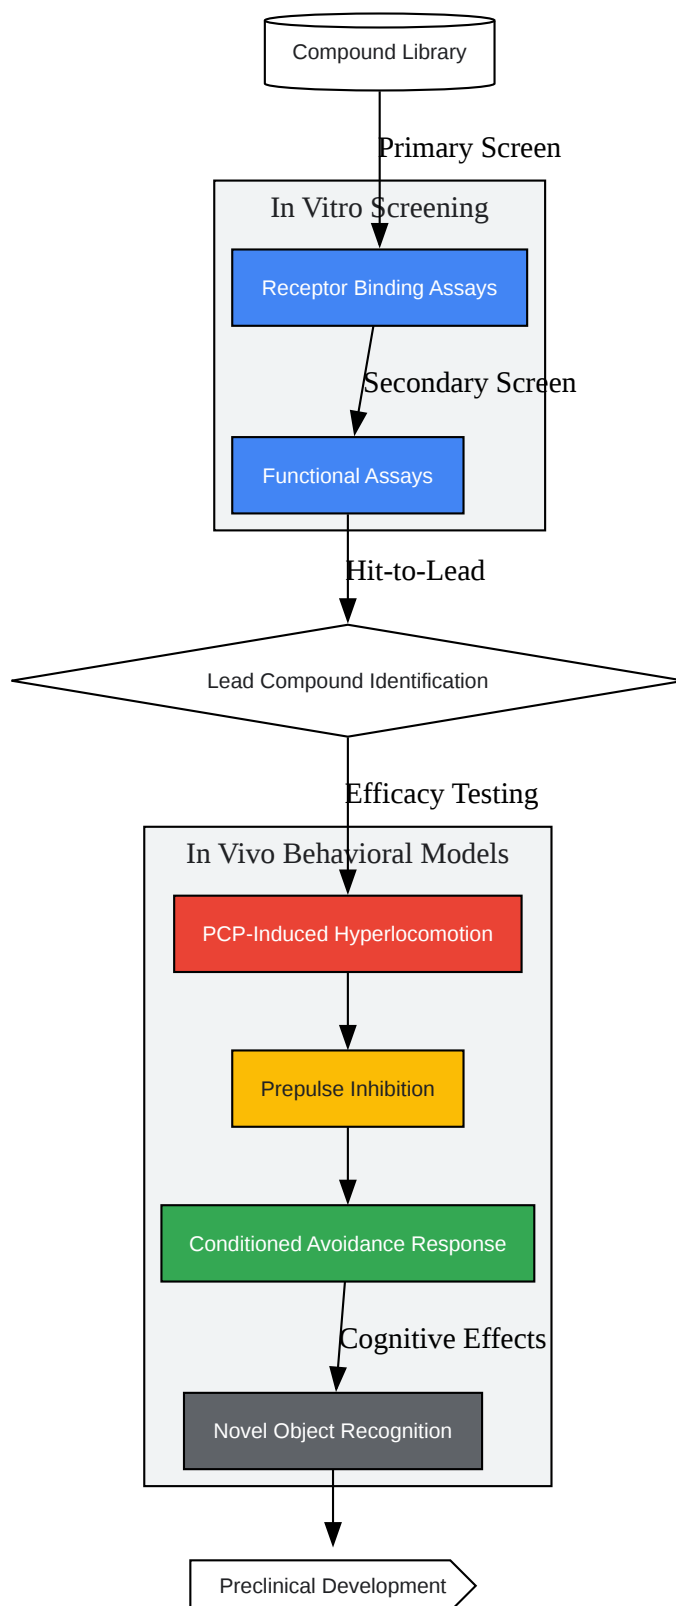 Compound Library
Primary Screen
In Vitro Screening
Receptor Binding Assays
Secondary Screen
Functional Assays
Hit-to-Lead
Lead Compound Identification
Efficacy Testing
In Vivo Behavioral Models
PCP-Induced Hyperlocomotion
Prepulse Inhibition
Conditioned Avoidance Response
Cognitive Effects
Novel Object Recognition
Preclinical Development